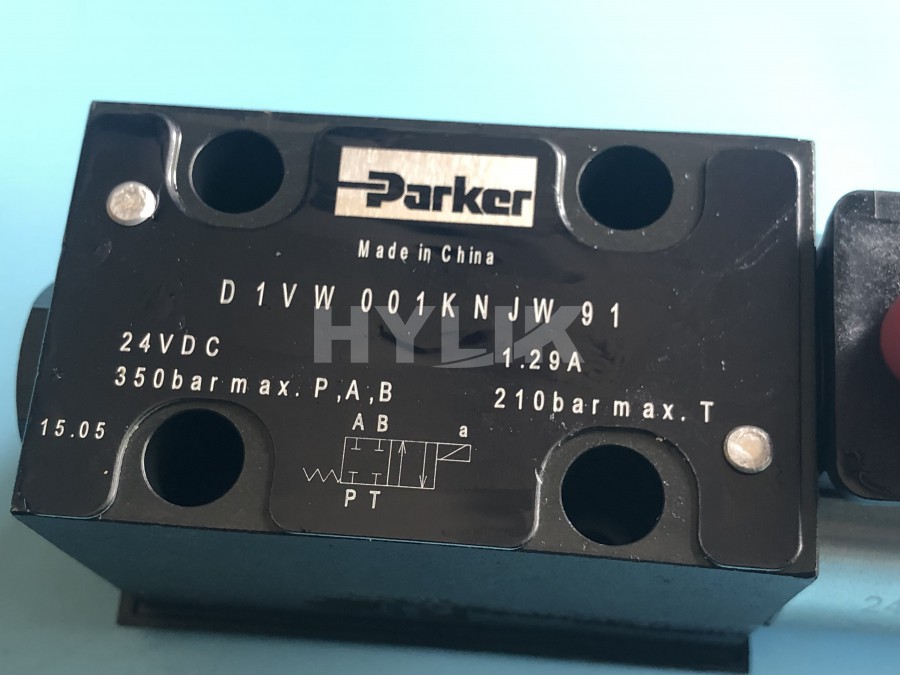 Parker
Made in China
D1VW001KNJW91
HYLIK
24VDC 1.29A
350bar max. P,A,B 210bar max. T
15.05
A B a
P T